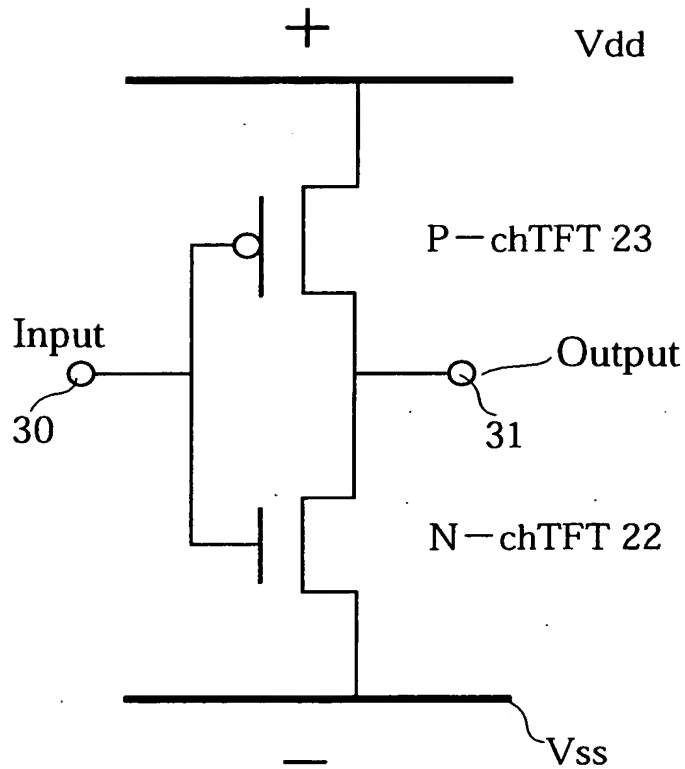 +
Vdd
P-chTFT 23
Input
Output
30
31
N-chTFT 22
Vss
−